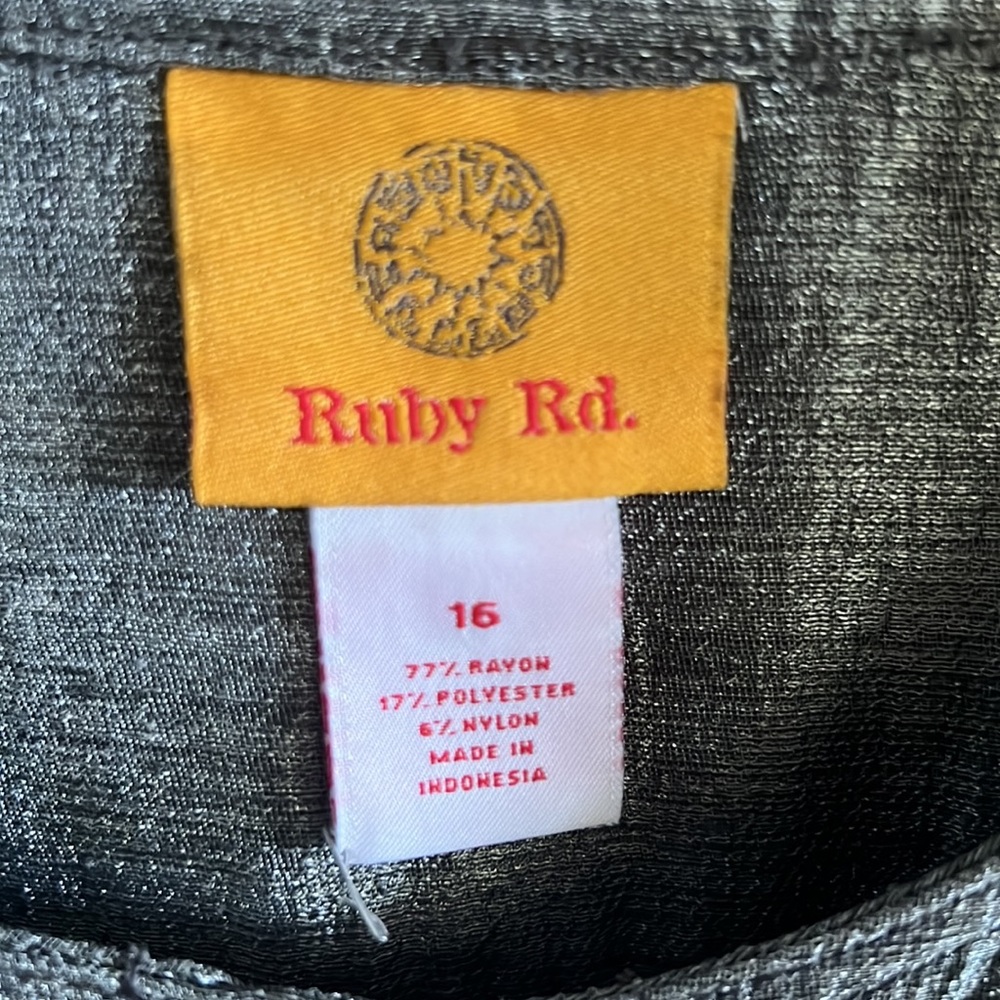 Ruby Rd.
16
77% RAYON
17% POLYESTER
6% NYLON
MADE IN
INDONESIA